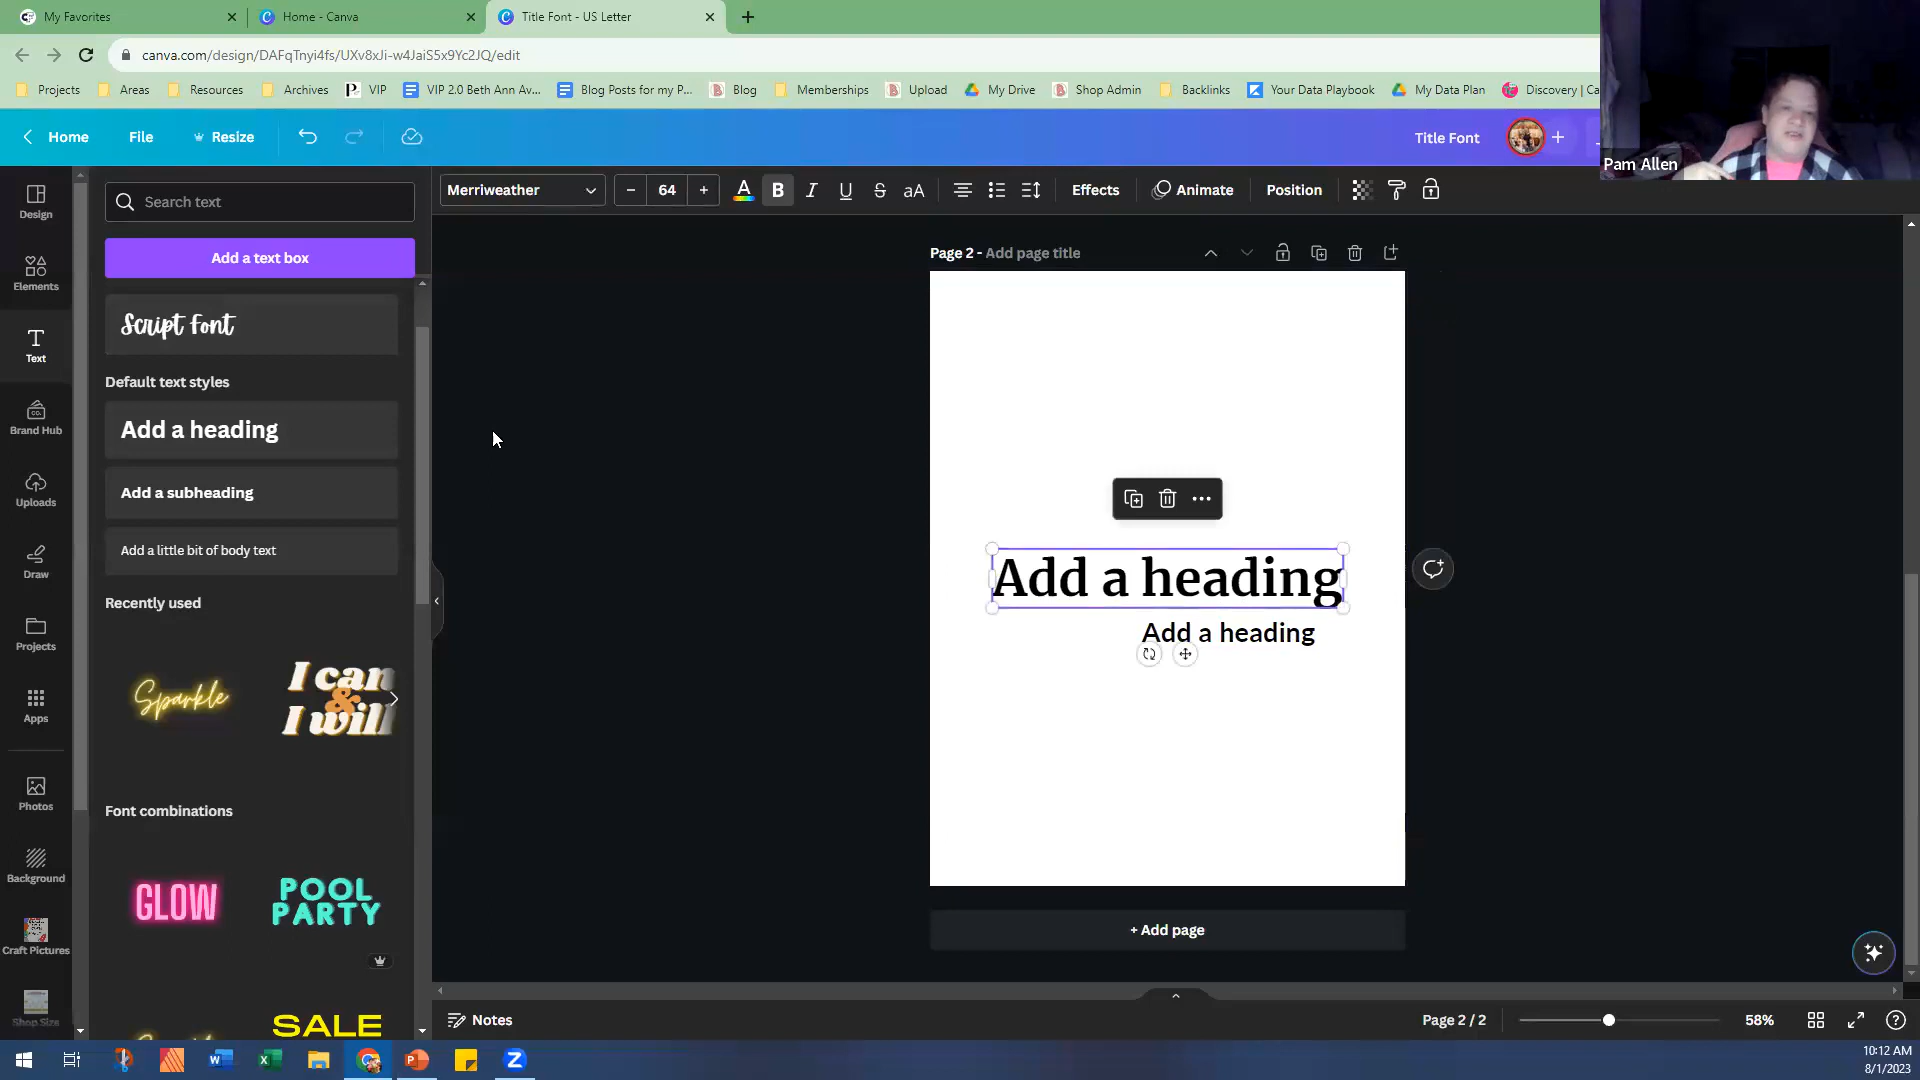 My Favorites
Home - Canva
Title Font - US Letter
canva.com/design/DAFqTnyi4fs/UXv8xJi-w4JaiS5x9Yc2JQ/edit
Projects
Areas
Resources
Archives
VIP
VIP 2.0 Beth Ann Av...
Blog Posts for my P...
Blog
Memberships
Upload
My Drive
Shop Admin
Backlinks
Your Data Playbook
My Data Plan
Discovery | Ca
Home
File
Resize
Title Font
Pam Allen
Merriweather
64
B
I
U
S
aA
Effects
Animate
Position
Design
Elements
Text
Brand Hub
Uploads
Draw
Projects
Apps
Photos
Background
Craft Pictures
Shop Size
Search text
Add a text box
Script Font
Default text styles
Add a heading
Add a subheading
Add a little bit of body text
Recently used
Sparkle
I can
&
I will
Font combinations
GLOW
POOL
PARTY
SALE
Page 2 - Add page title
Add a heading
Add a heading
+ Add page
Notes
Page 2 / 2
58%
10:12 AM
8/1/2023